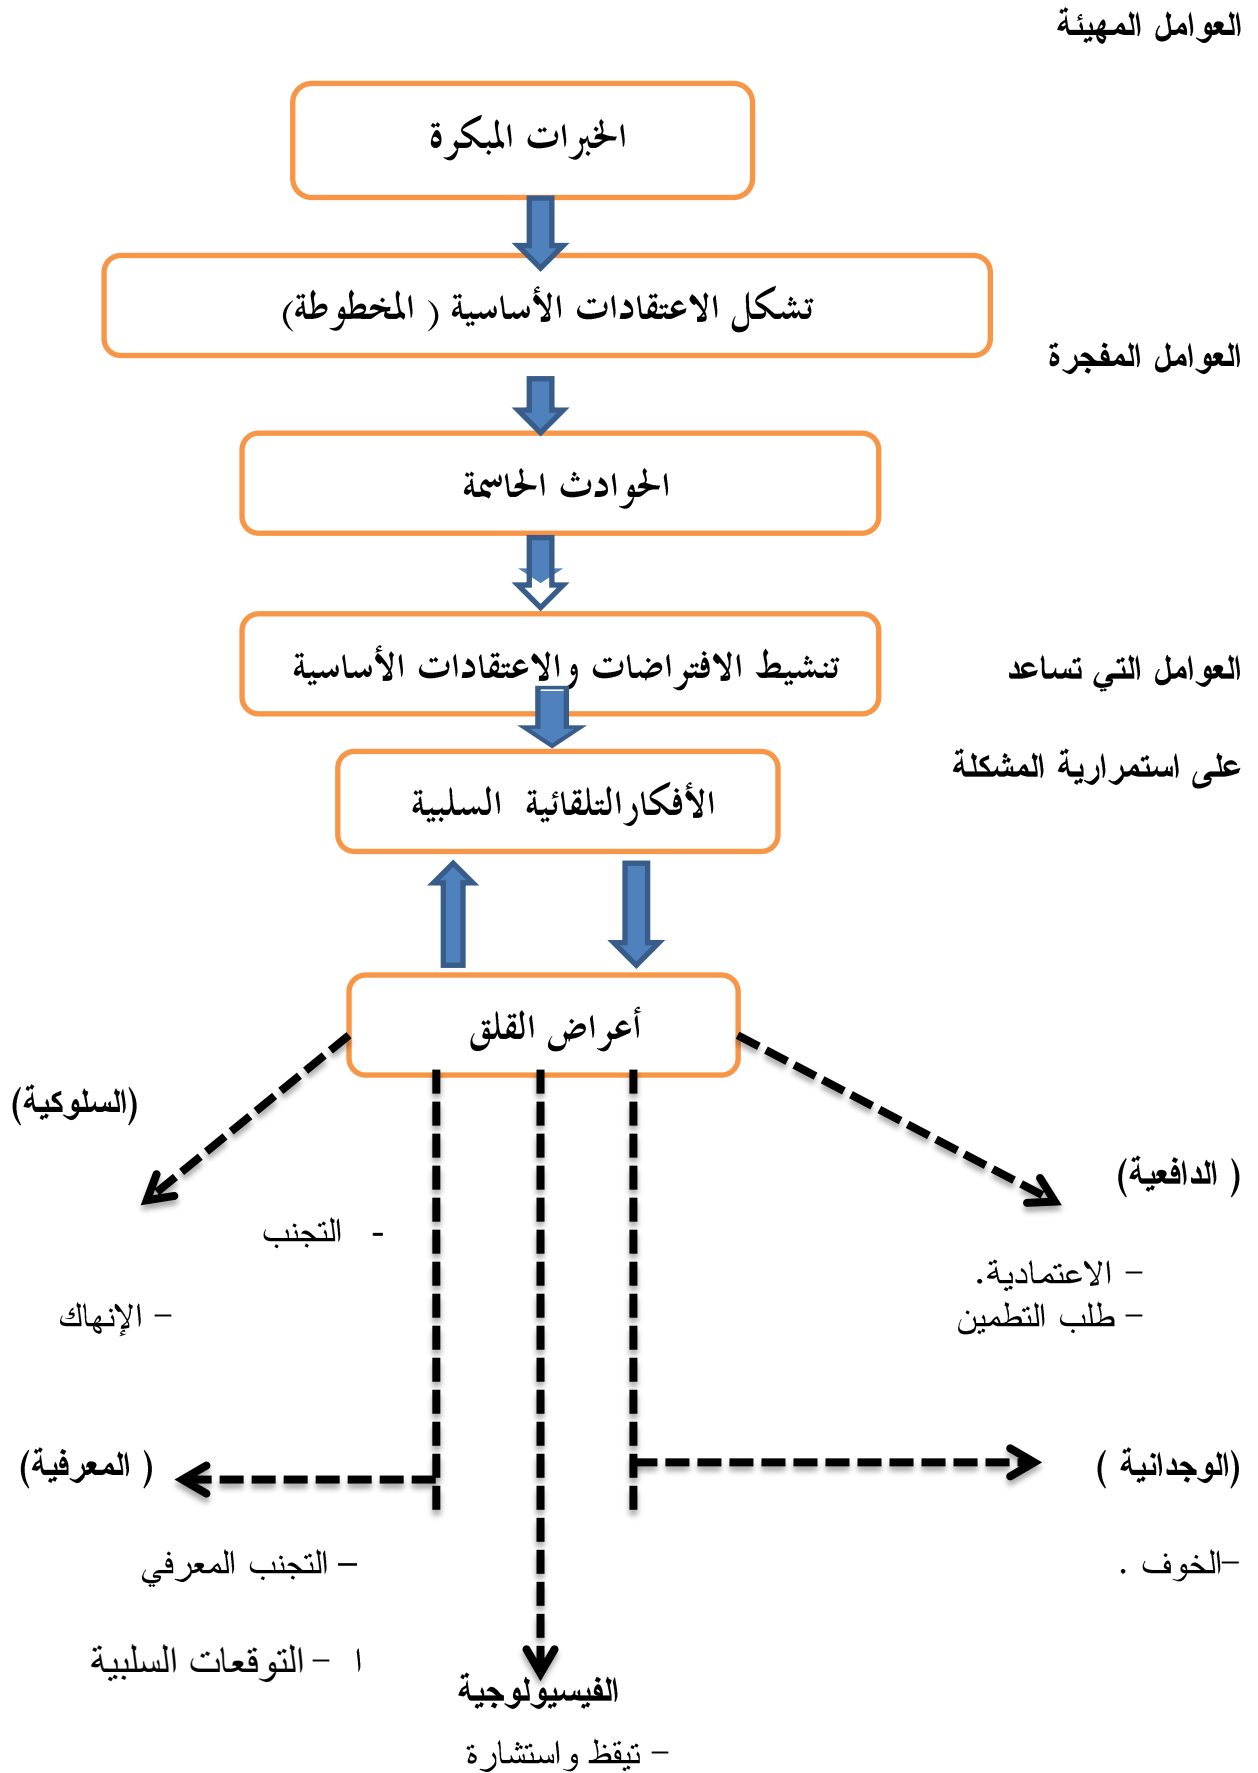 العوامل المهيئة
الخبرات المبكرة
تشكل الاعتقادات الأساسية ( المخطوطة)
العوامل المفجرة
الحوادث الحاسمة
تنشيط الافتراضات والاعتقادات الأساسية
العوامل التي تساعد
على استمرارية المشكلة
الأفكارالتلقائية السلبية
أعراض القلق
(السلوكية)
( الدافعية)
- التجنب
– الاعتمادية.
– الإنهاك
– طلب التطمين
(الوجدانية )
( المعرفية)
–الخوف .
– التجنب المعرفي
ا – التوقعات السلبية
الفيسيولوجية
– تيقظ واستشارة